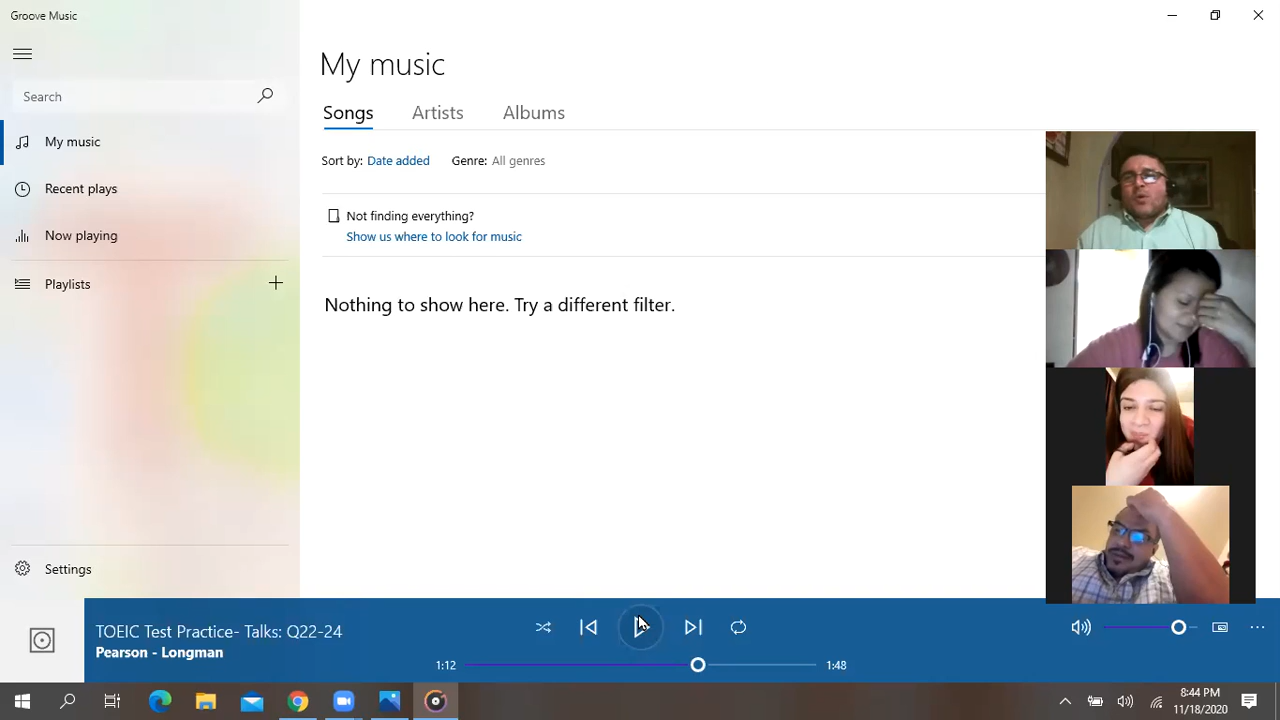 Groove Music
My music
Search
Songs Artists Albums
My music
Sort by: Date added Genre: All genres
Recent plays
Not finding everything?
Show us where to look for music
Now playing
Playlists
Nothing to show here. Try a different filter.
Settings
TOEIC Test Practice- Talks: Q22-24
Pearson - Longman
1:12 1:48
8:44 PM
11/18/2020